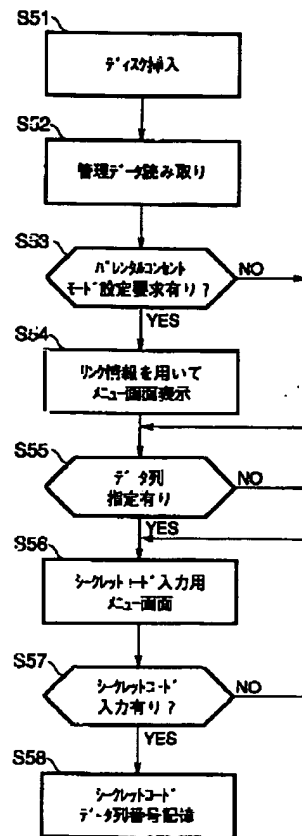 S51
ディスク挿入
S52
管理データ読み取り
S53
パレンタルコンセント
モード設定要求有り?
NO
YES
S54
リンク情報を用いて
メニュー画面表示
S55
データ列
指定有り
NO
YES
S56
シークレットコード入力用
メニュー画面
S57
シークレットコード
入力有り?
NO
YES
S58
シークレットコード
データ列番号記憶